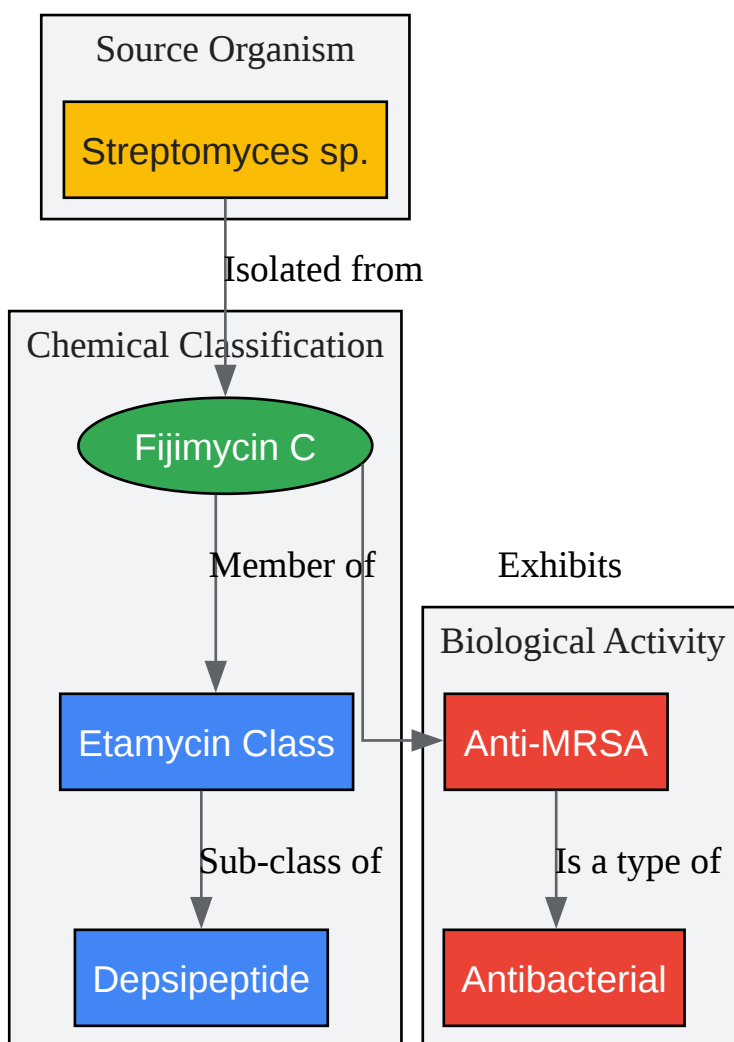 Source Organism
Streptomyces sp.
Isolated from
Chemical Classification
Fijimycin C
Member of
Exhibits
Biological Activity
Etamycin Class
Anti-MRSA
Sub-class of
Is a type of
Depsipeptide
Antibacterial